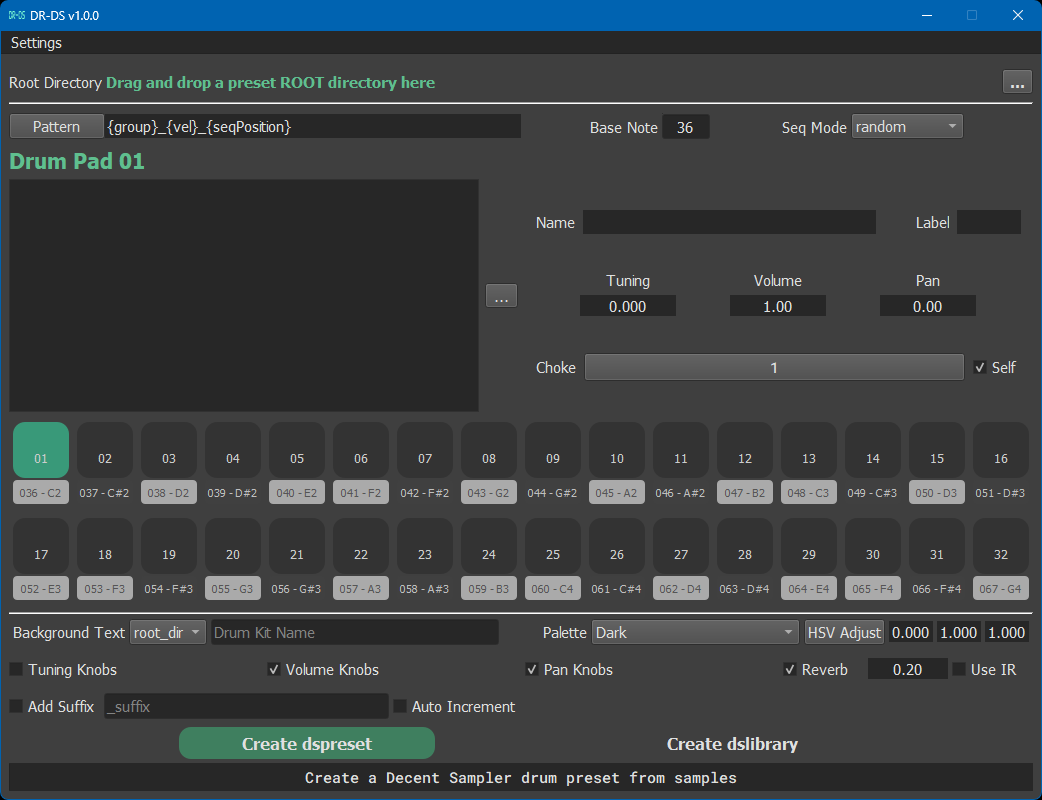 DR-DS DR-DS v1.0.0
Settings
Root Directory Drag and drop a preset ROOT directory here ...
Pattern {group}_{vel}_{seqPosition} Base Note 36 Seq Mode random
Drum Pad 01
Name Label
Tuning Volume Pan
...
0.000 1.00 0.00
Choke 1 Self
01 02 03 04 05 06 07 08 09 10 11 12 13 14 15 16
036 - C2 037 - C#2 038 - D2 039 - D#2 040 - E2 041 - F2 042 - F#2 043 - G2 044 - G#2 045 - A2 046 - A#2 047 - B2 048 - C3 049 - C#3 050 - D3 051 - D#3
17 18 19 20 21 22 23 24 25 26 27 28 29 30 31 32
052 - E3 053 - F3 054 - F#3 055 - G3 056 - G#3 057 - A3 058 - A#3 059 - B3 060 - C4 061 - C#4 062 - D4 063 - D#4 064 - E4 065 - F4 066 - F#4 067 - G4
Background Text root_dir Drum Kit Name Palette Dark HSV Adjust 0.000 1.000 1.000
Tuning Knobs Volume Knobs Pan Knobs Reverb 0.20 Use IR
Add Suffix _suffix Auto Increment
Create dspreset Create dslibrary
Create a Decent Sampler drum preset from samples